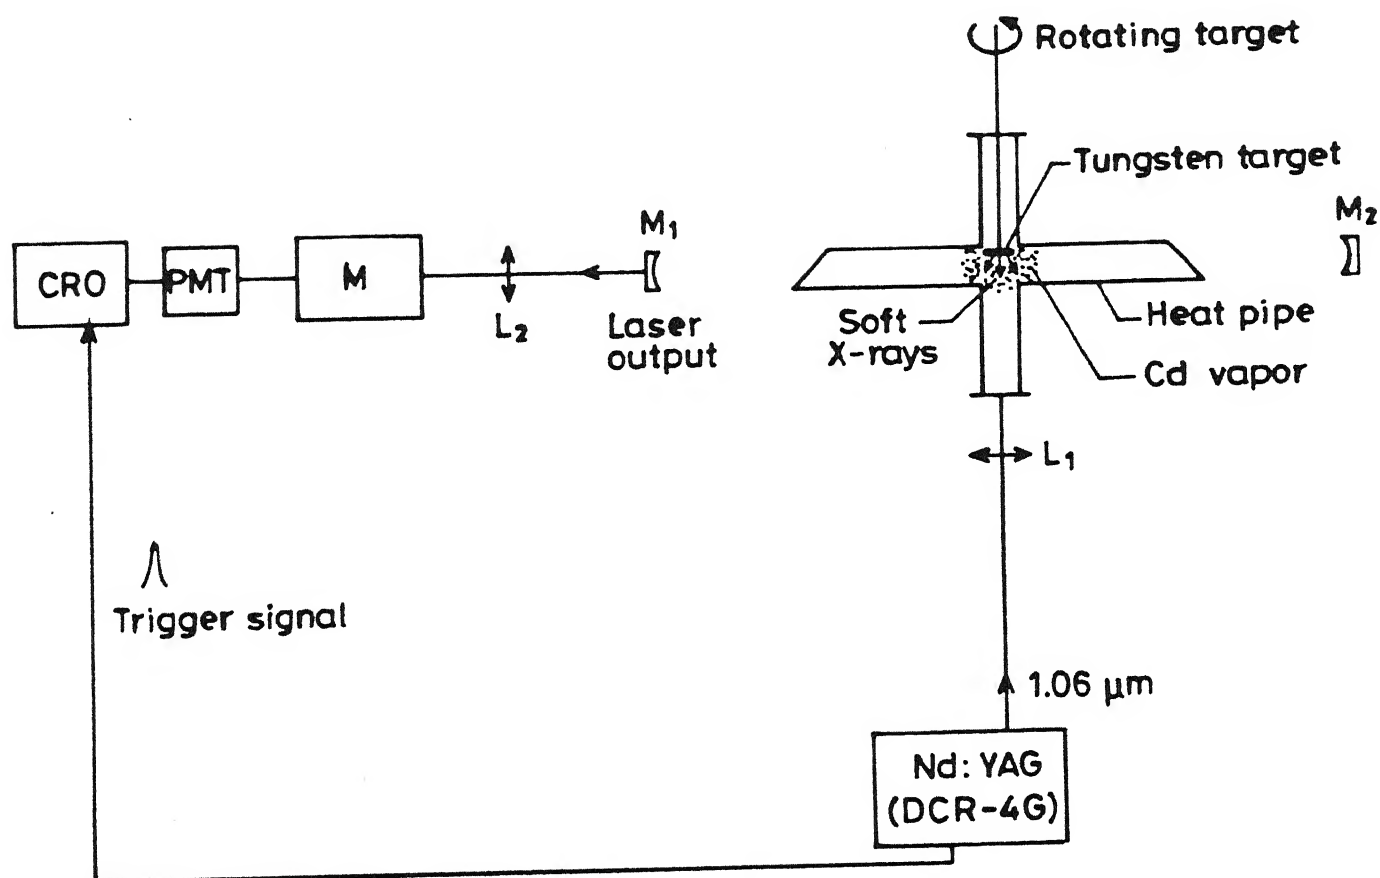 Rotating target
Tungsten target
M₁
M₂
CRO
PMT
M
L₂
Laser
output
Soft
X-rays
Heat pipe
Cd vapor
L₁
Trigger signal
1.06 μm
Nd: YAG
(DCR-4G)